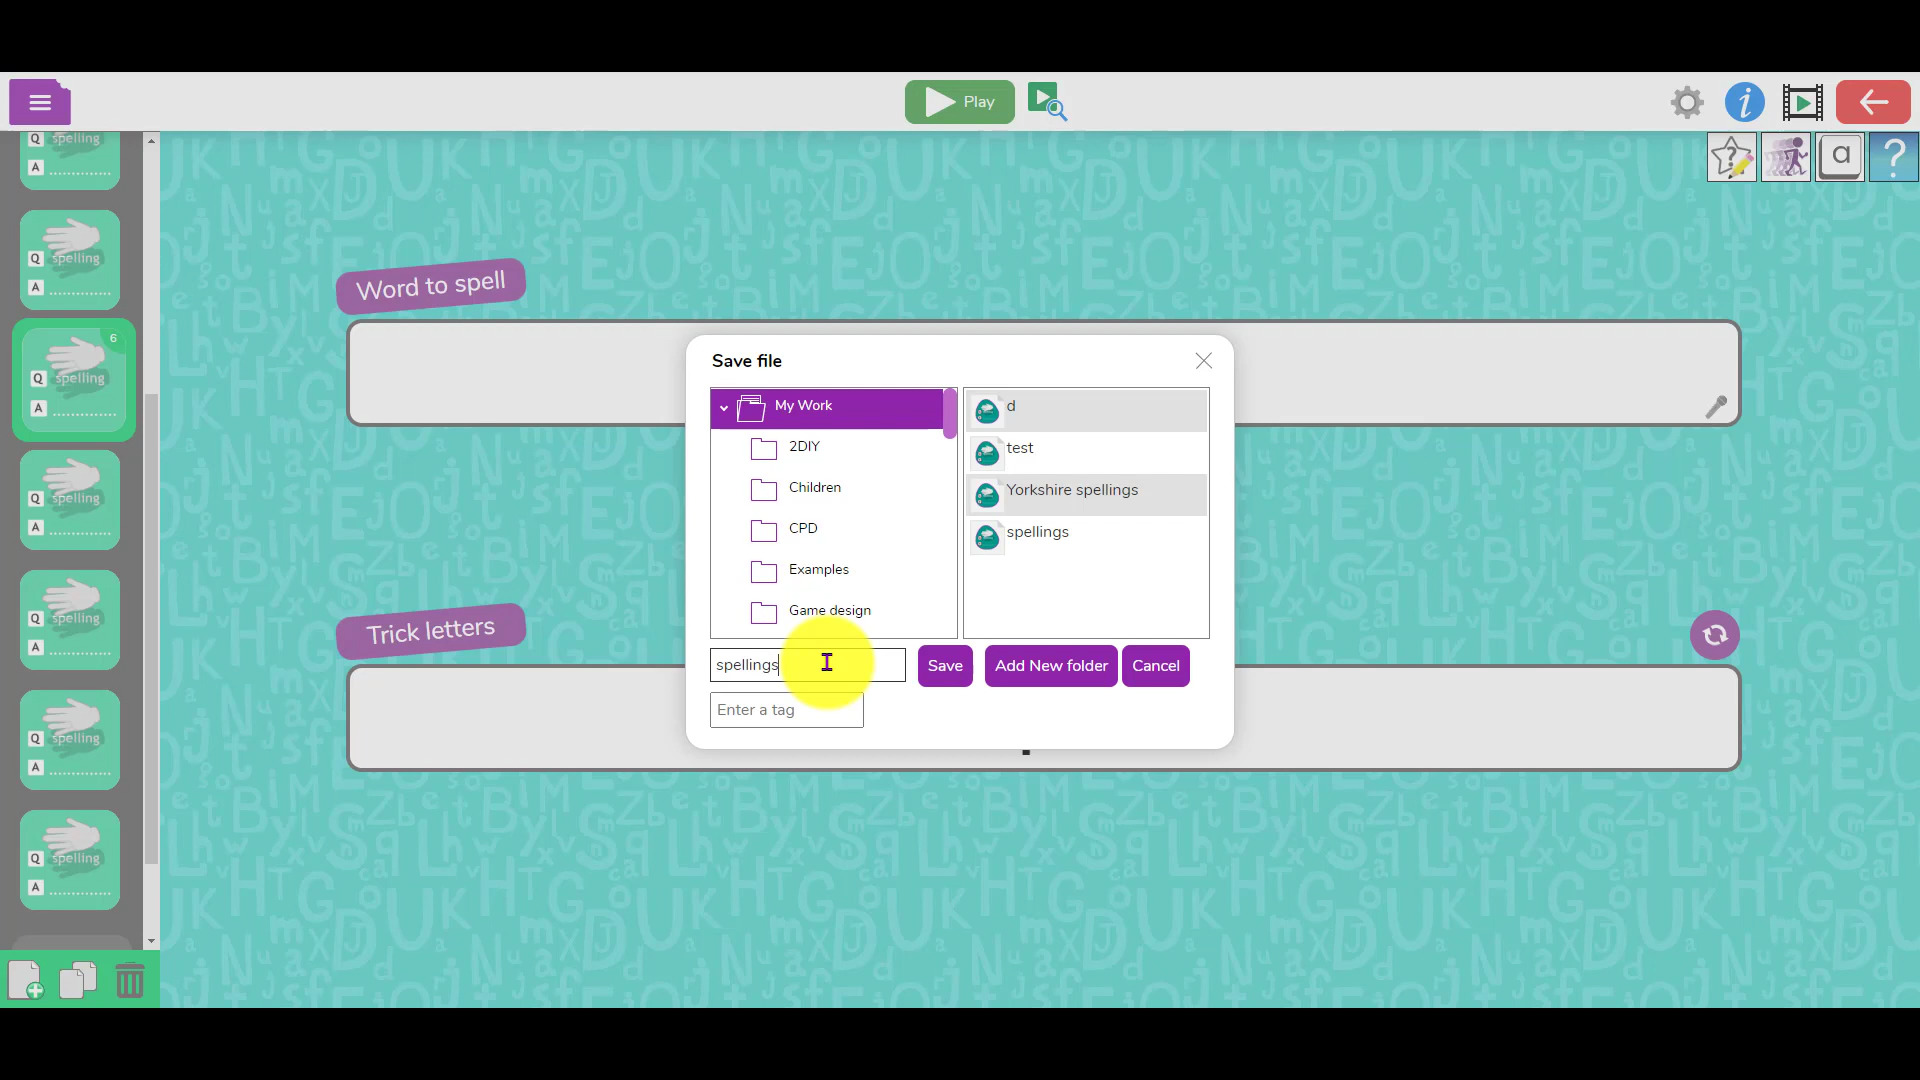 Play
a
?
Q spelling
A
Q spelling
A
6
Q spelling
A
Q spelling
A
Q spelling
A
Q spelling
A
Q spelling
A
Word to spell
Trick letters
Save file
My Work
2DIY
Children
CPD
Examples
Game design
d
test
Yorkshire spellings
spellings
spellings
Save
Add New folder
Cancel
Enter a tag